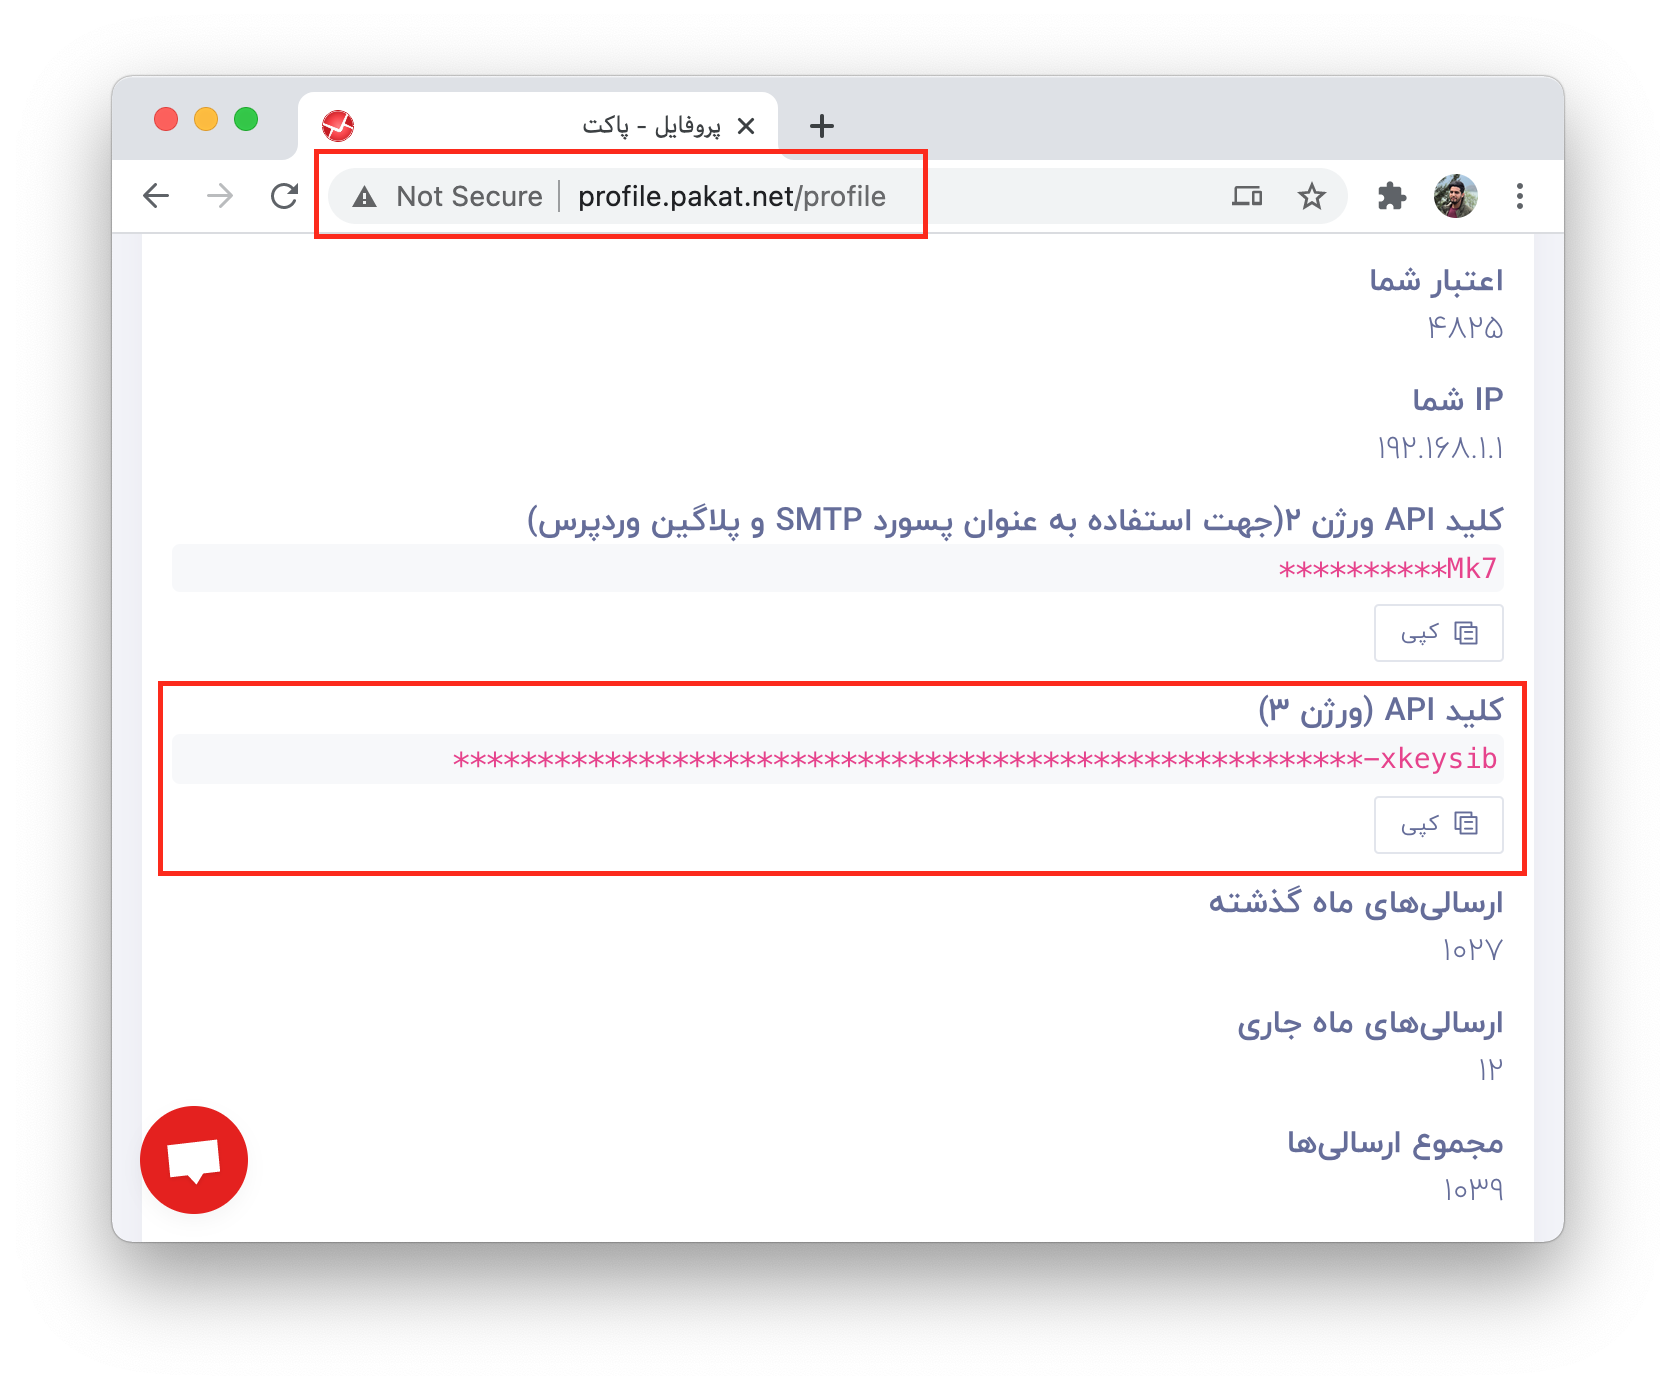 پروفایل - پاکت
Not Secure | profile.pakat.net/profile
اعتبار شما
۴۸۲۵
IP شما
۱۹۲.۱۶۸.۱.۱
کلید API ورژن ۲(جهت استفاده به عنوان پسورد SMTP و پلاگین وردپرس)
**********Mk7
کپی
کلید API (ورژن ۳)
******************************************************-xkeysib
کپی
ارسالی‌های ماه گذشته
۱۰۲۷
ارسالی‌های ماه جاری
۱۲
مجموع ارسالی‌ها
۱۰۳۹